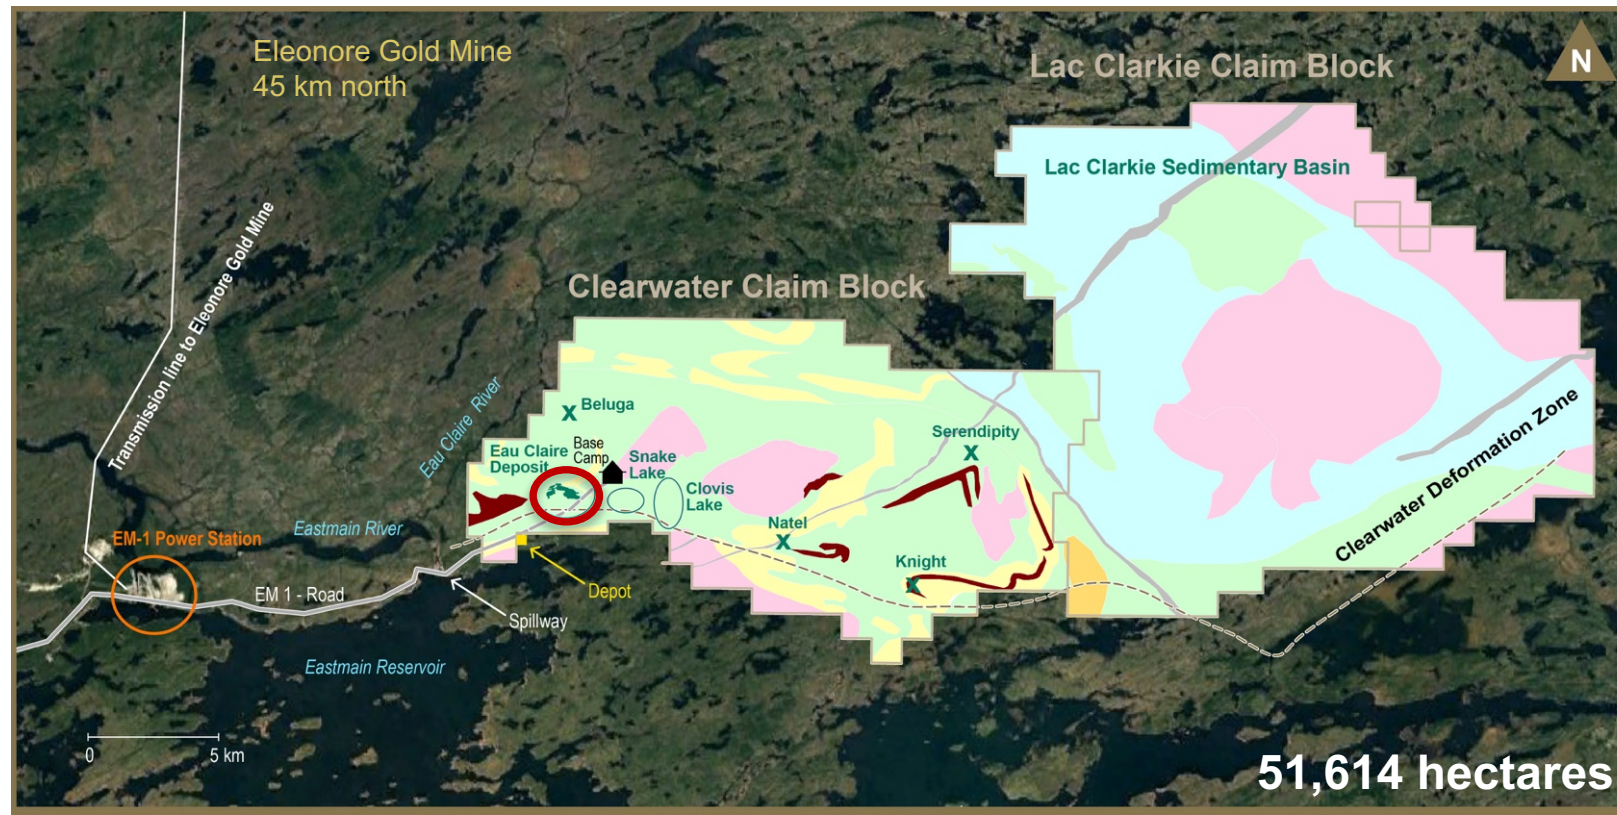 Eleonore Gold Mine
45 km north
Lac Clarkie Claim Block
N
Lac Clarkie Sedimentary Basin
Transmission line to Eleonore Gold Mine
Clearwater Claim Block
Eau Claire River
Beluga
Eau Claire
Deposit
Base
Camp
Snake
Lake
Clovis
Lake
Serendipity
Natel
Knight
Clearwater Deformation Zone
Eastmain River
EM-1 Power Station
EM 1 - Road
Depot
Spillway
Eastmain Reservoir
0
5 km
51,614 hectares